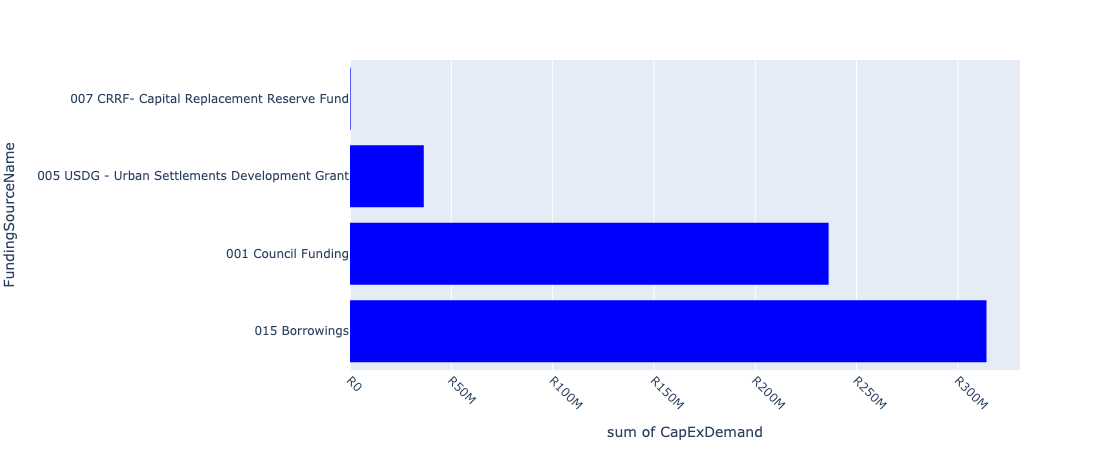 007 CRRF- Capital Replacement Reserve Fund
005 USDG - Urban Settlements Development Grant
001 Council Funding
015 Borrowings
FundingSourceName
R0
R50M
R100M
R150M
R200M
R250M
R300M
sum of CapExDemand